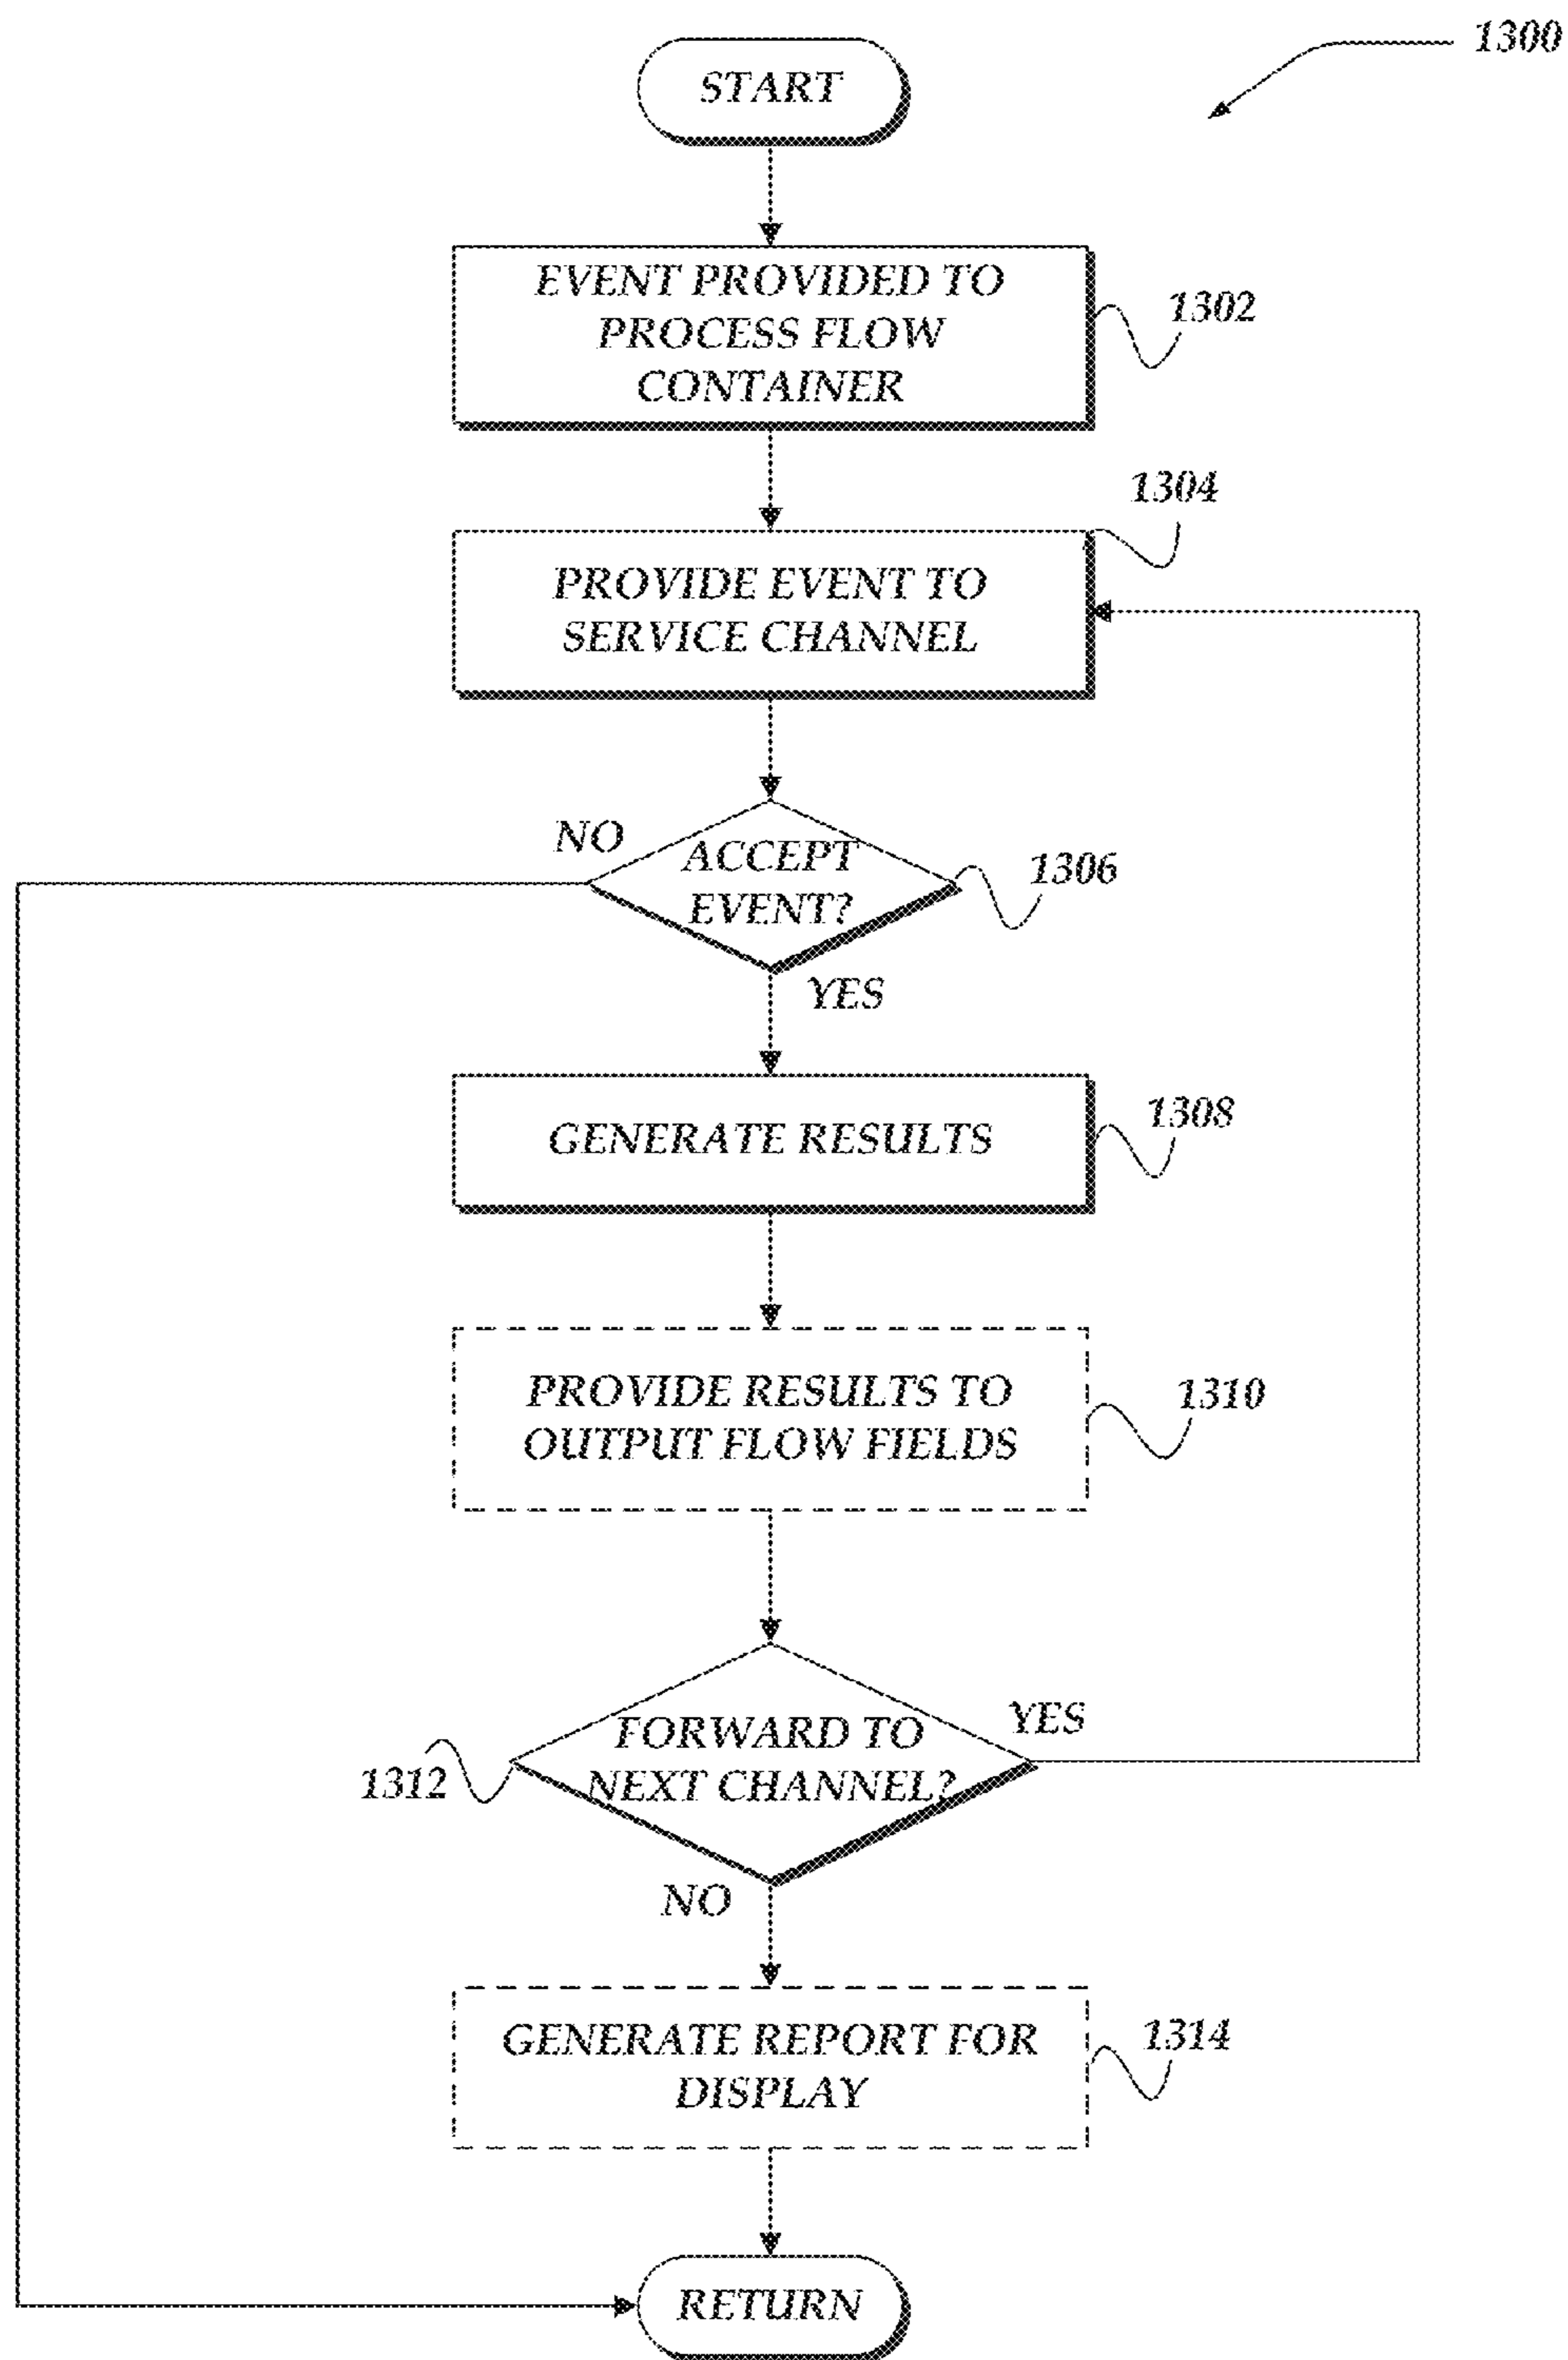 1300
START
EVENT PROVIDED TO
PROCESS FLOW
CONTAINER
1302
1304
PROVIDE EVENT TO
SERVICE CHANNEL
NO
ACCEPT
EVENT?
1306
YES
GENERATE RESULTS
1308
PROVIDE RESULTS TO
OUTPUT FLOW FIELDS
1310
FORWARD TO
NEXT CHANNEL?
YES
1312
NO
GENERATE REPORT FOR
DISPLAY
1314
RETURN